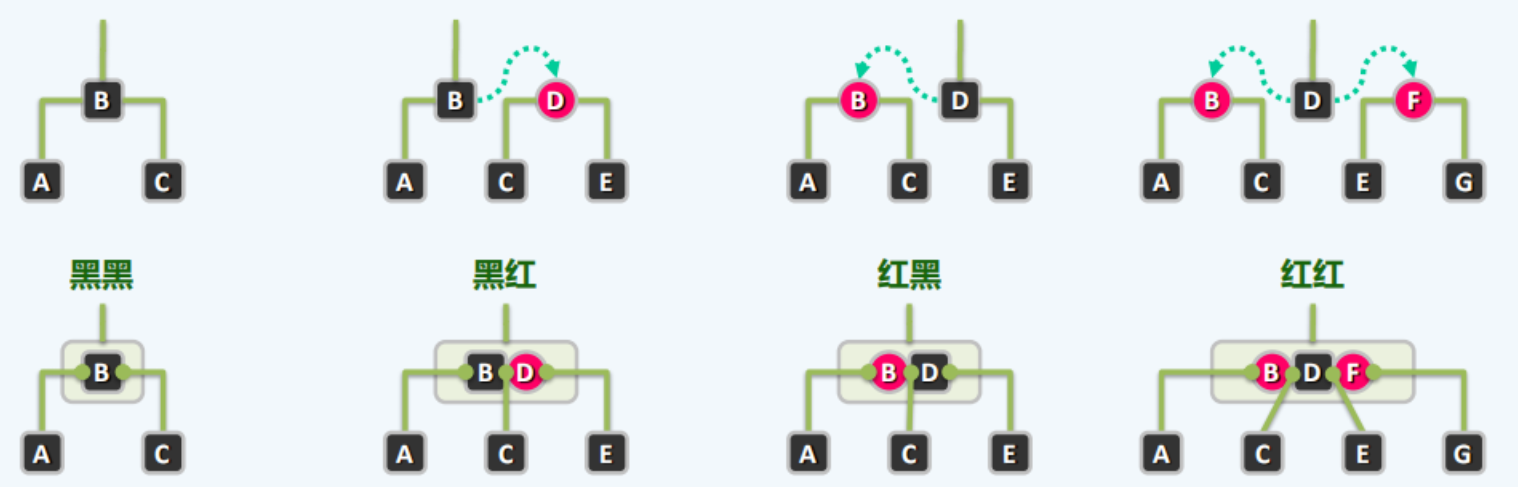 B D B D B D F
A C A C E A C E A C E G
黑黑 黑红 红黑 红红
B B D B D B D F
A C A C E A C E A C E G